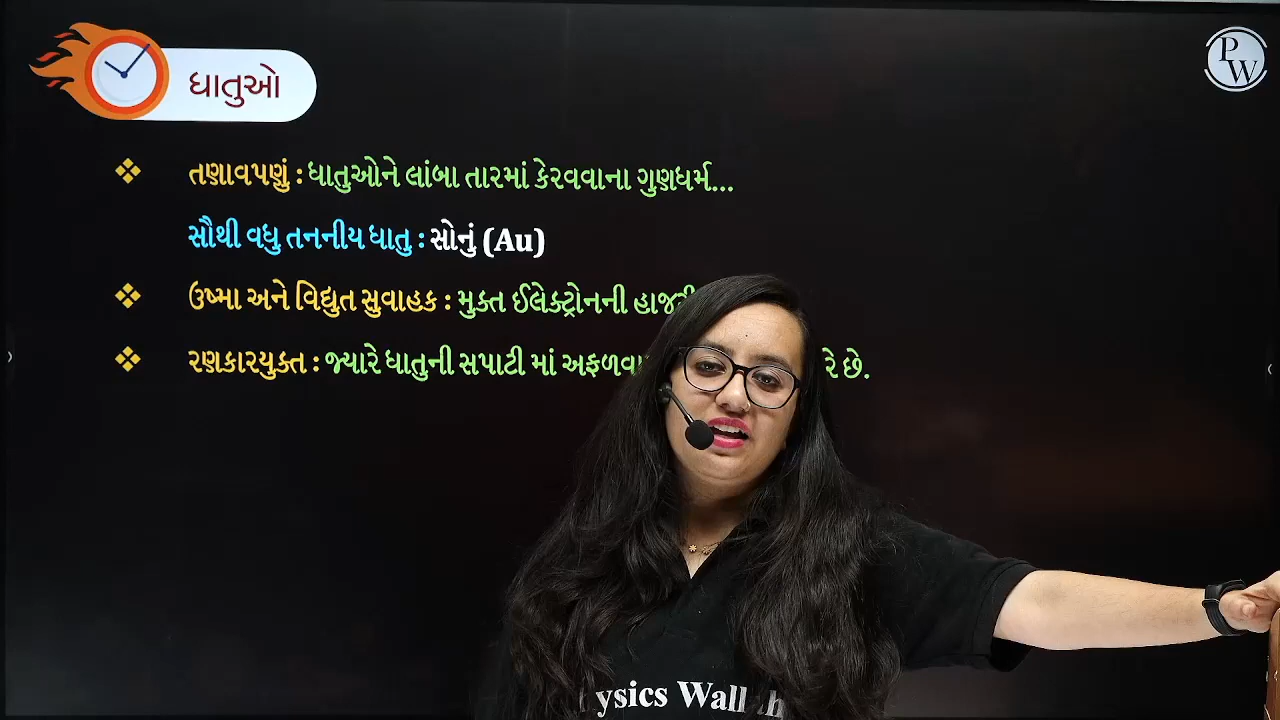 ધાતુઓ
PW
તણાવપણું : ધાતુઓને લાંબા તારમાં કેરવવાના ગુણધર્મ...
સૌથી વધુ તનનીય ધાતુ : સોનું (Au)
ઉષ્મા અને વિદ્યુત સુવાહક : મુક્ત ઈલેક્ટ્રોનની
રણકારયુક્ત : જ્યારે ધાતુની સપાટી માં છે.
ysics Wall